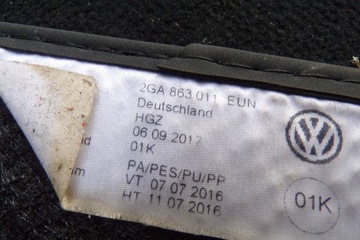 2GA 863 011 EUN
Deutschland
HGZ
06 09 2017
01K
PA/PES/PU/PP
VT 07 07 2016
HT 11 07 2016
01K